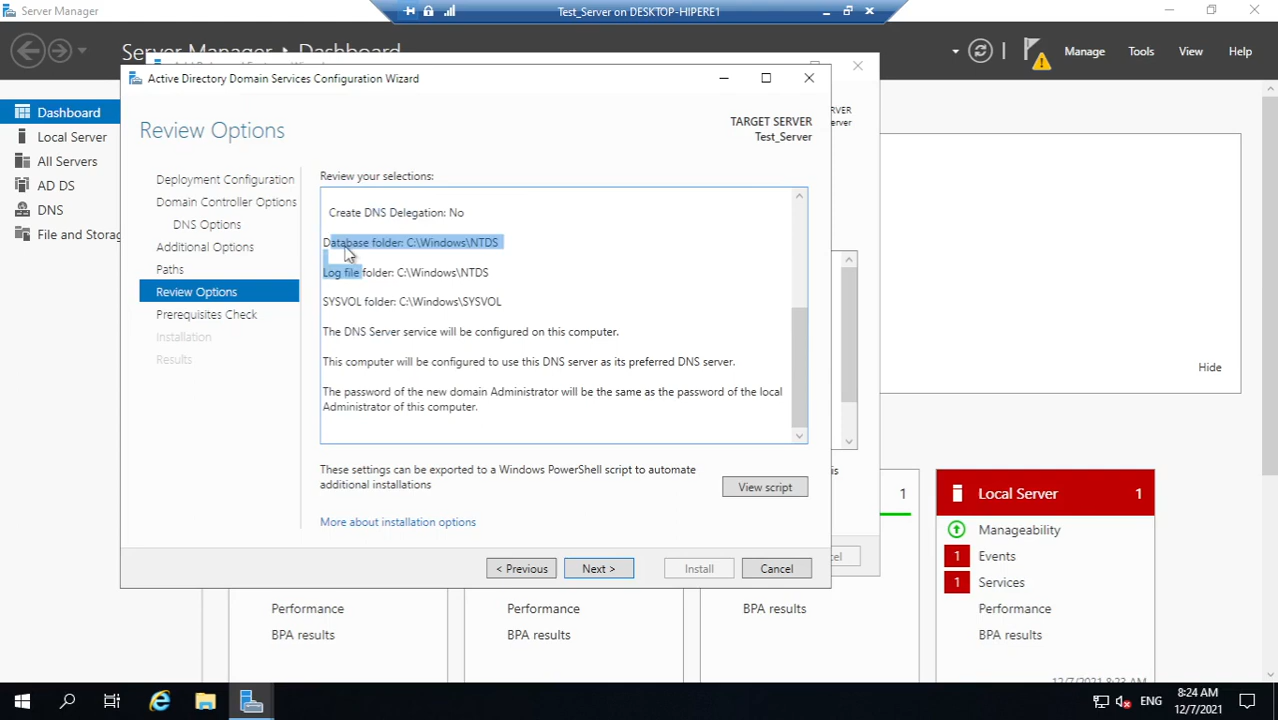 Server Manager
Test_Server on DESKTOP-HIPERE1
Server Manager
Dashboard
Manage
Tools
View
Help
Active Directory Domain Services Configuration Wizard
Review Options
TARGET SERVER
Test_Server
Dashboard
Local Server
All Servers
AD DS
DNS
File and Storag
Deployment Configuration
Domain Controller Options
DNS Options
Additional Options
Paths
Review Options
Prerequisites Check
Installation
Results
Review your selections:
Create DNS Delegation: No
Database folder: C:\Windows\NTDS
Log file folder: C:\Windows\NTDS
SYSVOL folder: C:\Windows\SYSVOL
The DNS Server service will be configured on this computer.
This computer will be configured to use this DNS server as its preferred DNS server.
The password of the new domain Administrator will be the same as the password of the local
Administrator of this computer.
These settings can be exported to a Windows PowerShell script to automate
additional installations
View script
More about installation options
< Previous
Next >
Install
Cancel
Hide
1
Local Server
1
Manageability
1
Events
1
Services
Performance
BPA results
Performance
BPA results
Performance
BPA results
BPA results
ENG
8:24 AM
12/7/2021